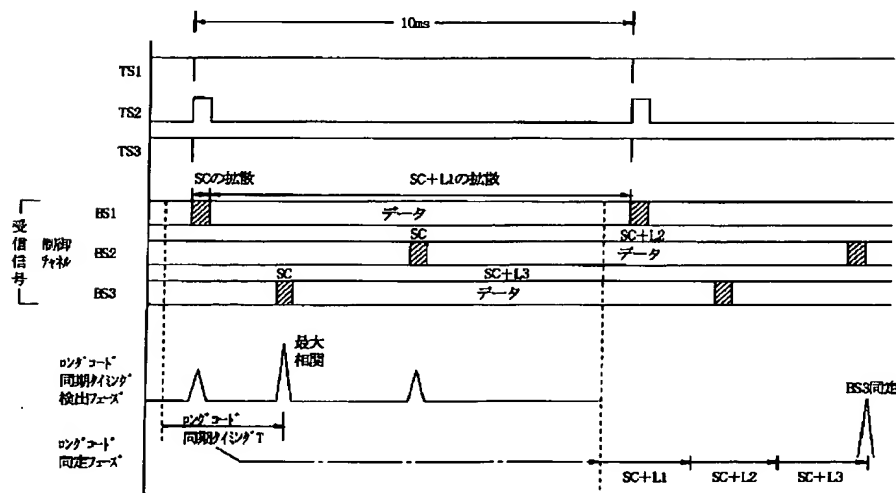 10ms
TS1
TS2
TS3
SCの拡散
SC+L1の拡散
受信信号
制御
チャネル
BS1
データ
SC
SC+L2
BS2
データ
SC
SC+L3
BS3
データ
最大
相関
ロングコード
同期タイミング
検出フェーズ
BS3同定
ロングコード
同期タイミングT
ロングコード
同定フェーズ
SC+L1
SC+L2
SC+L3